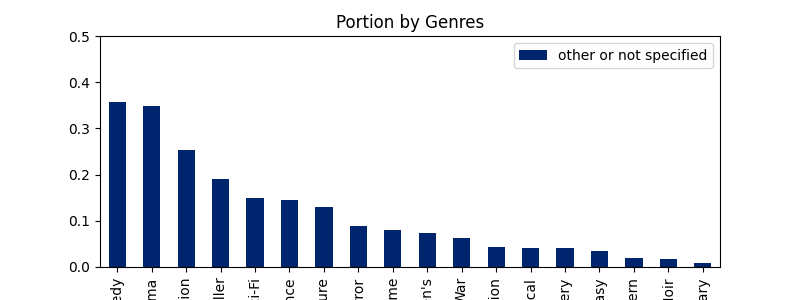 Portion by Genres
other or not specified
0.5
0.4
0.3
0.2
0.1
0.0
edy
ma
ion
ller
i-Fi
nce
ure
ror
me
n's
War
ion
cal
ery
asy
ern
loir
ary